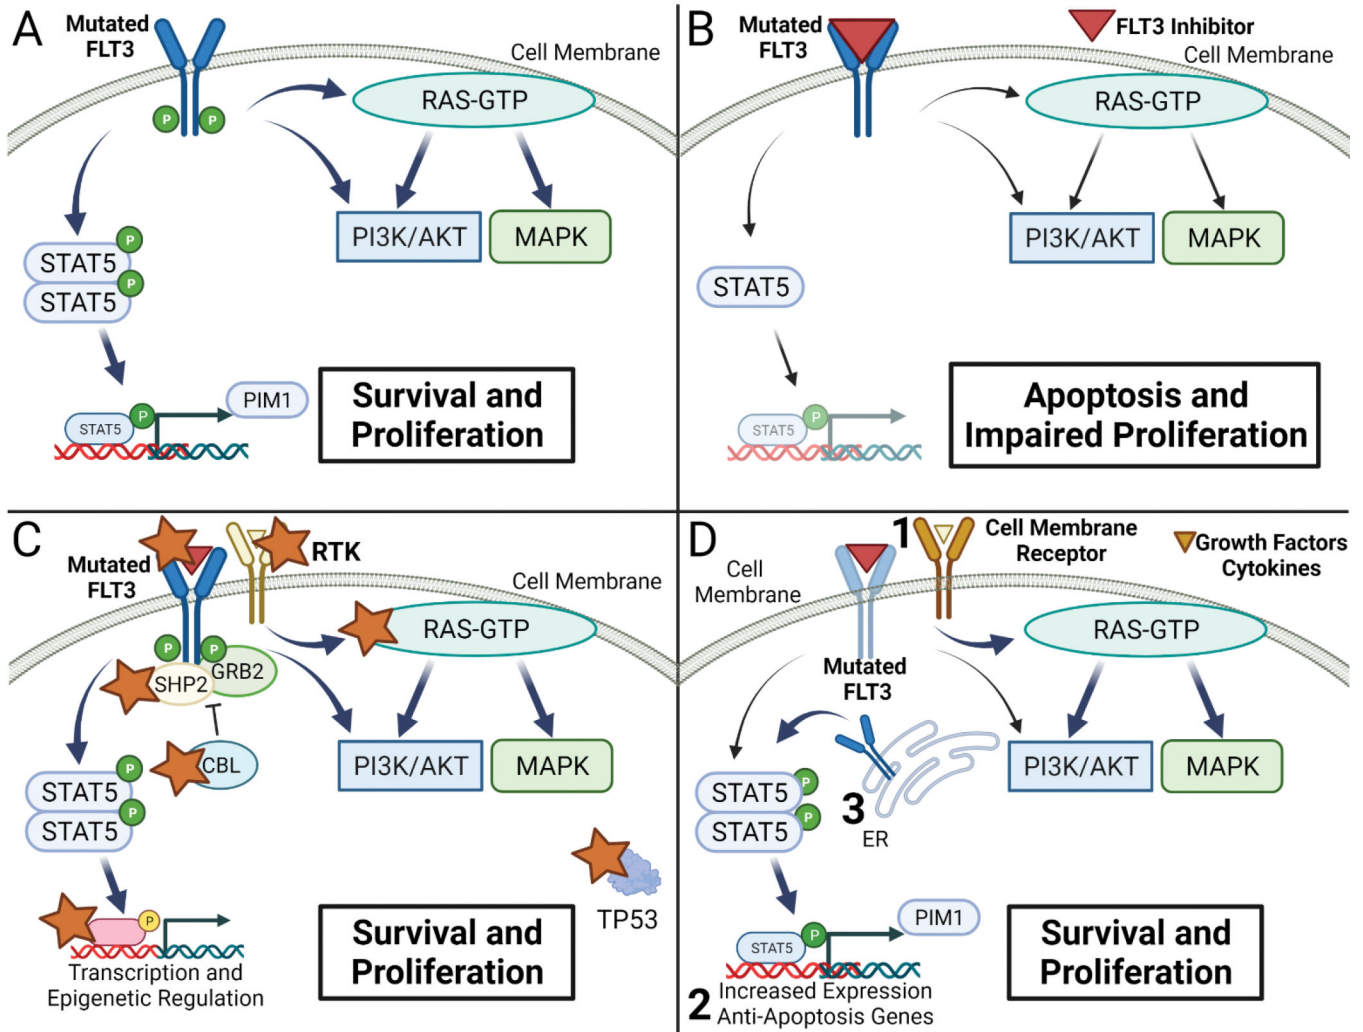 A
Mutated
FLT3
Cell Membrane
P
P
RAS-GTP
PI3K/AKT
MAPK
P
STAT5
P
STAT5
PIM1
P
STAT5
Survival and
Proliferation
B
Mutated
FLT3
FLT3 Inhibitor
Cell Membrane
RAS-GTP
PI3K/AKT
MAPK
STAT5
P
STAT5
Apoptosis and
Impaired Proliferation
C
Mutated
FLT3
RTK
Cell Membrane
RAS-GTP
P
P
GRB2
SHP2
CBL
PI3K/AKT
MAPK
P
STAT5
P
STAT5
P
Transcription and
Epigenetic Regulation
TP53
Survival and
Proliferation
D
1
Cell Membrane
Receptor
Growth Factors
Cytokines
Cell
Membrane
RAS-GTP
Mutated
FLT3
PI3K/AKT
MAPK
P
STAT5
P
STAT5
3
ER
PIM1
P
STAT5
2
Increased Expression
Anti-Apoptosis Genes
Survival and
Proliferation